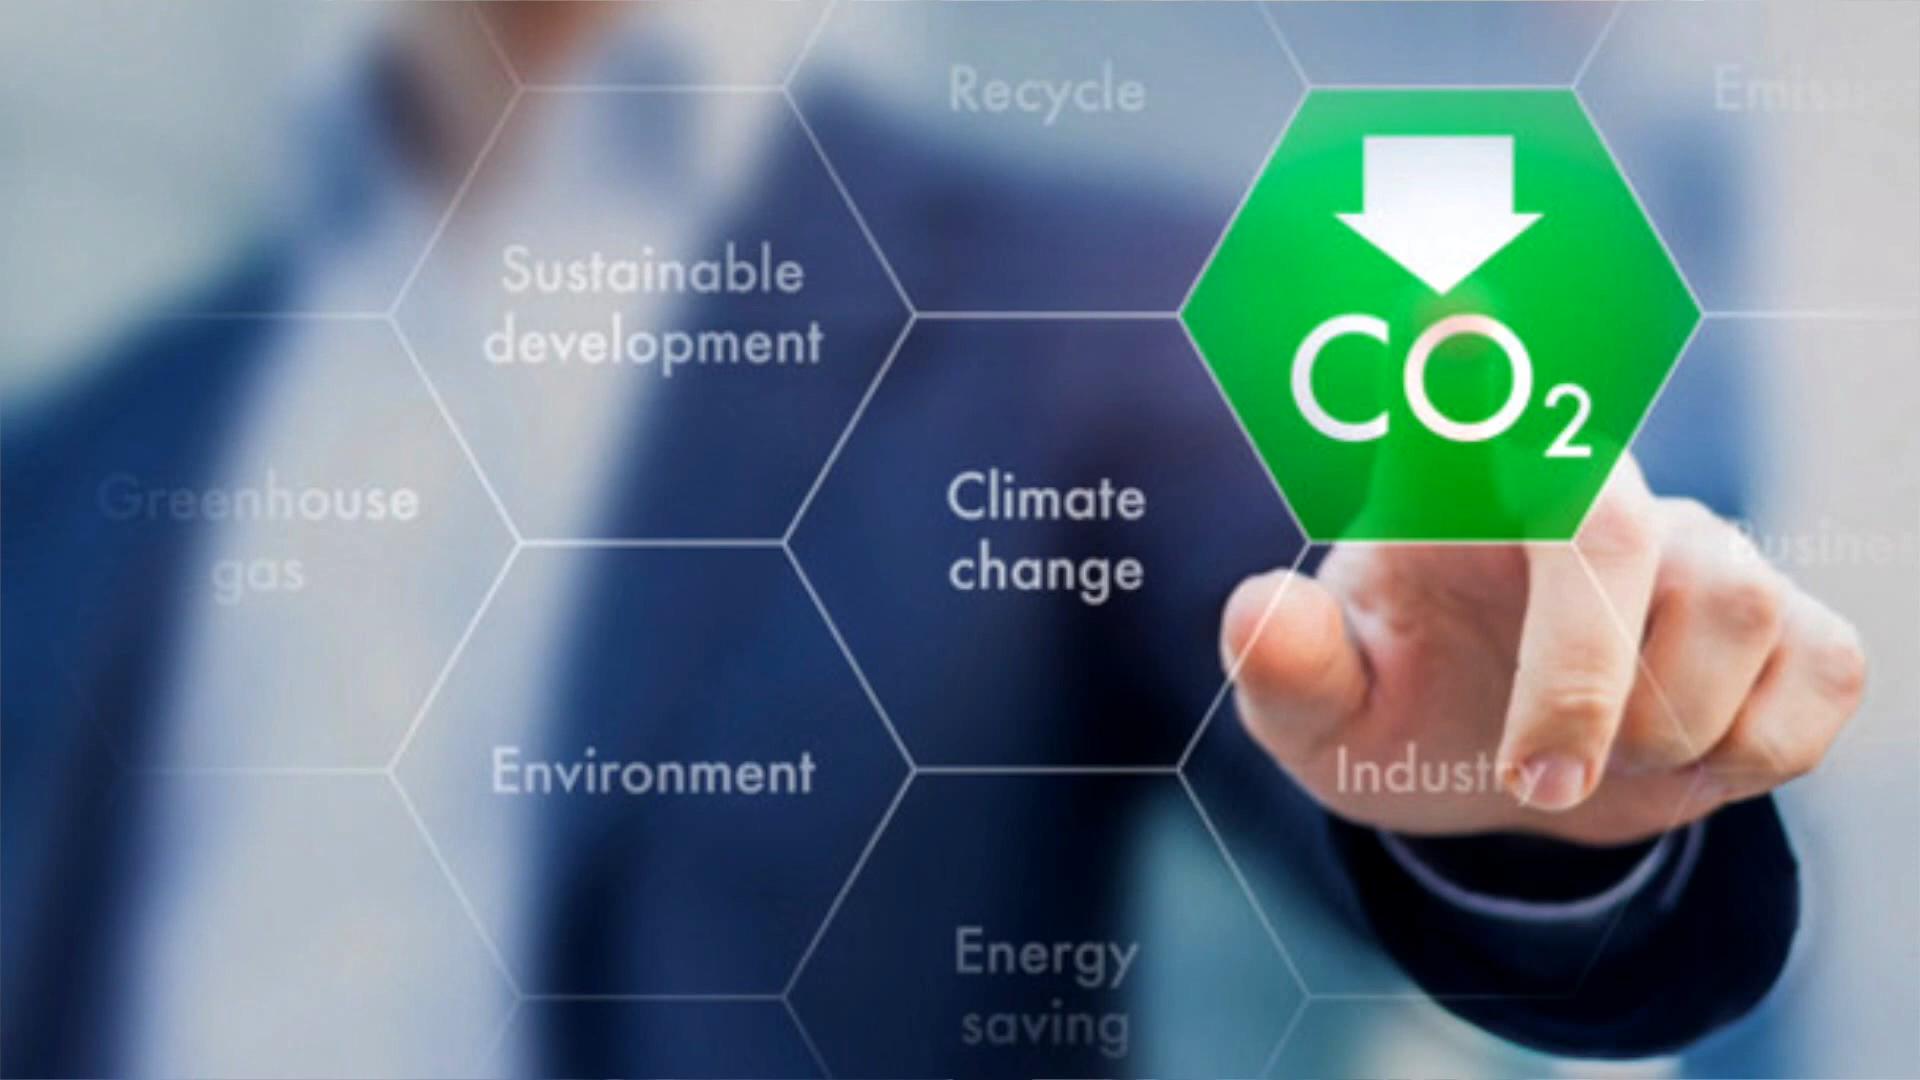 Recycle
Sustainable
development
CO₂
Greenhouse
gas
Climate
change
Environment
Industry
Energy
saving